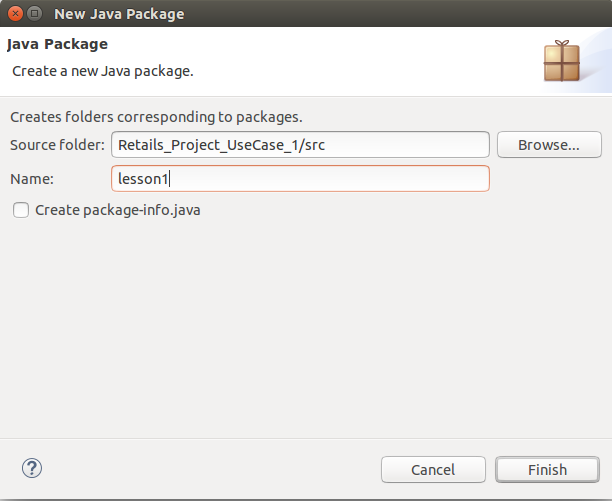 New Java Package
Java Package
Create a new Java package.
Creates folders corresponding to packages.
Source folder: Retails_Project_UseCase_1/src Browse...
Name: lesson1
Create package-info.java
? Cancel Finish